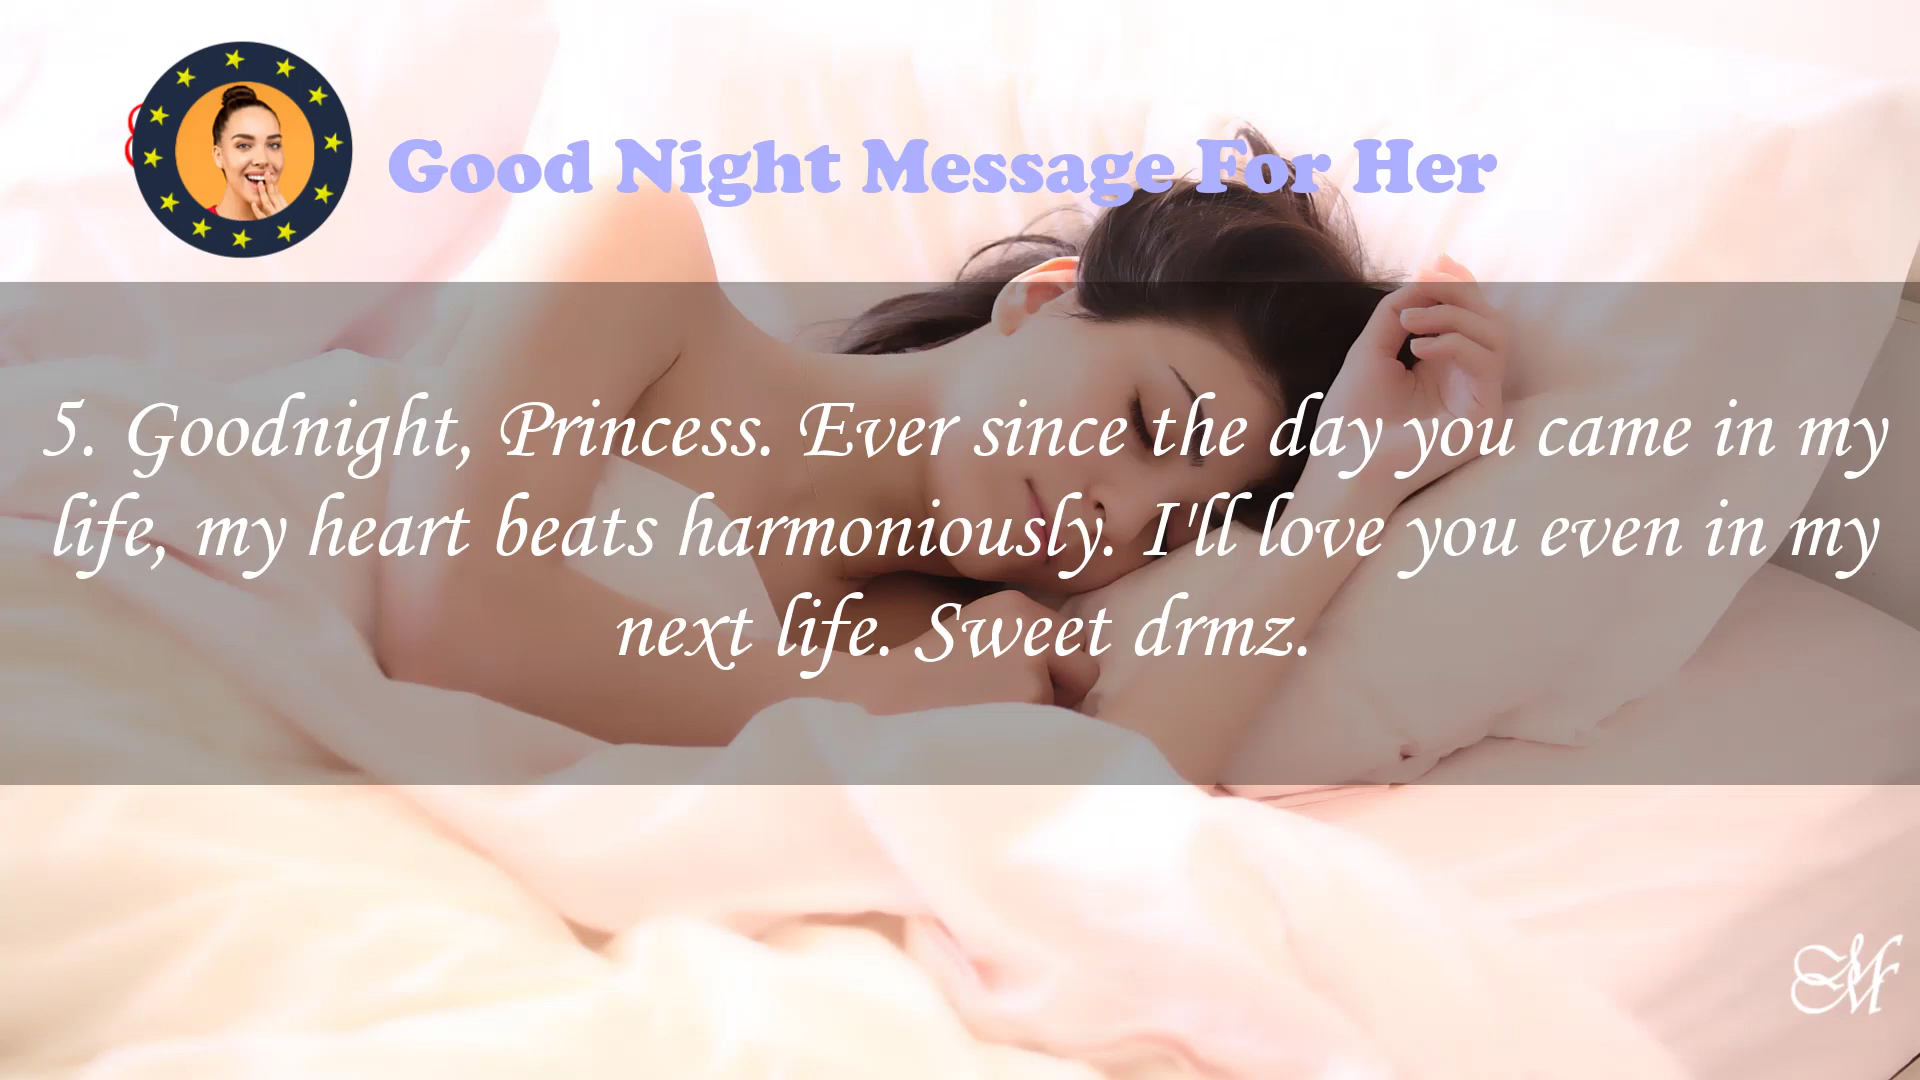 Good Night Message For Her
5. Goodnight, Princess. Ever since the day you came in my
life, my heart beats harmoniously. I'll love you even in my
next life. Sweet drmz.